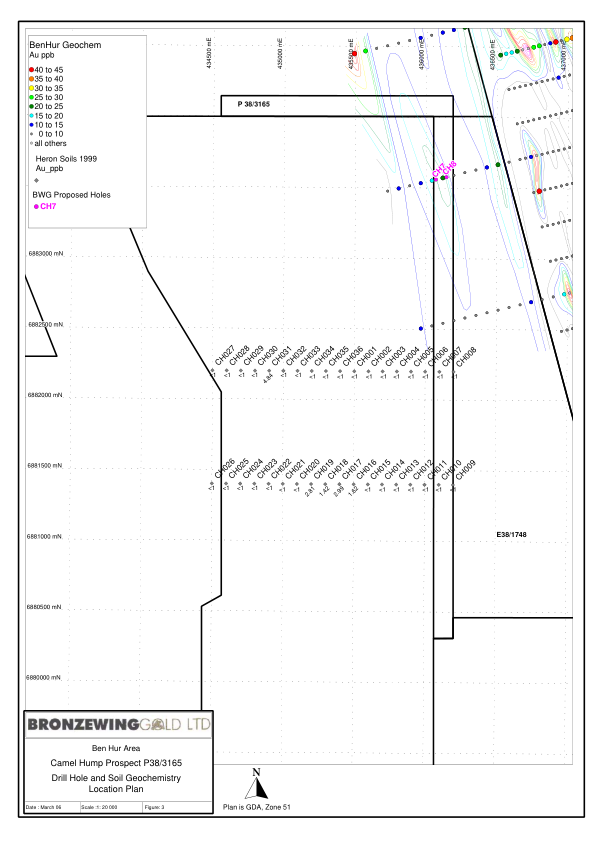 BenHur Geochem
Au ppb
40 to 45
35 to 40
30 to 35
25 to 30
20 to 25
15 to 20
10 to 15
0 to 10
all others
Heron Soils 1999
Au_ppb
BWG Proposed Holes
CH7
434500 mE
435000 mE
435500 mE
436000 mE
436500 mE
437000 mE
P 38/3165
CH7
CH8
6883000 mN
6882500 mN
CH027 CH028 CH029 CH030 CH031 CH032 CH033 CH034 CH035 CH036 CH001 CH002 CH003 CH004 CH005 CH006 CH007 CH008
<1 <1 <1 <1 4.94 <1 <1 <1 <1 <1 <1 <1 <1 <1 <1 <1 <1 <1
6882000 mN
6881500 mN
CH026 CH025 CH024 CH023 CH022 CH021 CH020 CH019 CH018 CH017 CH016 CH015 CH014 CH013 CH012 CH011 CH010 CH009
<1 <1 <1 <1 <1 <1 <1 2.81 1.42 1.62 <1 <1 <1 <1 <1 <1 <1
6881000 mN
E38/1748
6880500 mN
6880000 mN
BRONZEWING GOLD LTD
Ben Hur Area
Camel Hump Prospect P38/3165
Drill Hole and Soil Geochemistry
Location Plan
Date : March 06 Scale :1: 20 000 Figure: 3
N
Plan is GDA, Zone 51